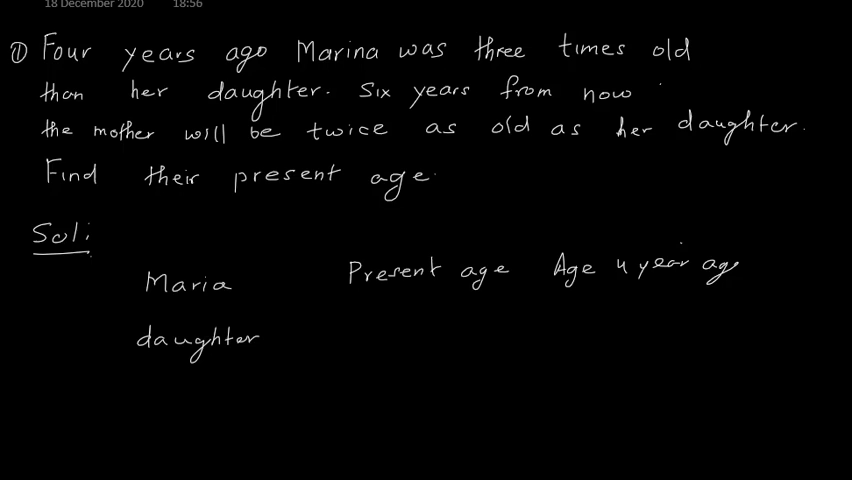 18 December 2020 18:56
① Four years ago Marina was three times old
than her daughter. Six years from now
the mother will be twice as old as her daughter.
Find their present age.
Sol:
Present age Age 4 year ago
Maria
daughter